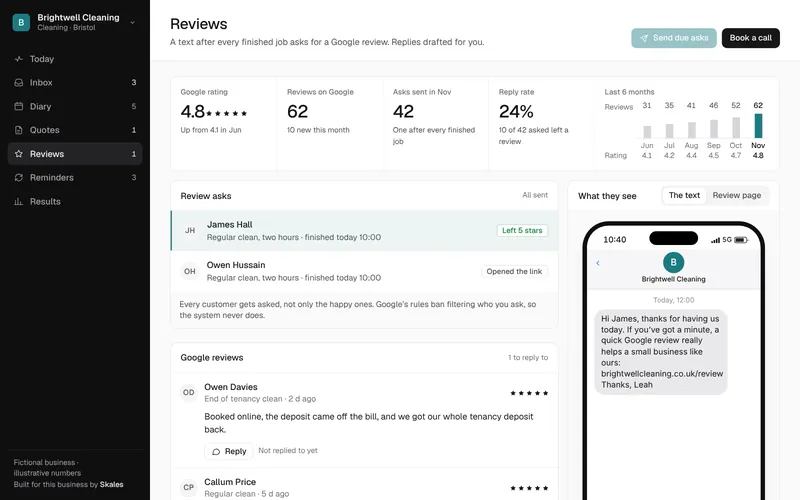 B
Brightwell Cleaning
Cleaning · Bristol
Today
Inbox 3
Diary 5
Quotes 1
Reviews 1
Reminders 3
Results
Fictional business ·
illustrative numbers
Built for this business by Skales
Reviews
A text after every finished job asks for a Google review. Replies drafted for you.
Send due asks
Book a call
Google rating
4.8
Up from 4.1 in Jun
Reviews on Google
62
10 new this month
Asks sent in Nov
42
One after every finished
job
Reply rate
24%
10 of 42 asked left a
review
Last 6 months
Reviews 31 35 41 46 52 62
Jun Jul Aug Sep Oct Nov
Rating 4.1 4.2 4.4 4.5 4.7 4.8
Review asks
All sent
JH
James Hall
Regular clean, two hours · finished today 10:00
Left 5 stars
OH
Owen Hussain
Regular clean, two hours · finished today 10:00
Opened the link
Every customer gets asked, not only the happy ones. Google's rules ban filtering who you ask, so
the system never does.
Google reviews
1 to reply to
OD
Owen Davies
End of tenancy clean · 2 d ago
Booked online, the deposit came off the bill, and we got our whole tenancy deposit
back.
Reply
Not replied to yet
CP
Callum Price
Regular clean · 5 d ago
What they see
The text
Review page
10:40
5G
B
Brightwell Cleaning
Today, 12:00
Hi James, thanks for having us
today. If you've got a minute, a
quick Google review really
helps a small business like
ours:
brightwellcleaning.co.uk/review
Thanks, Leah